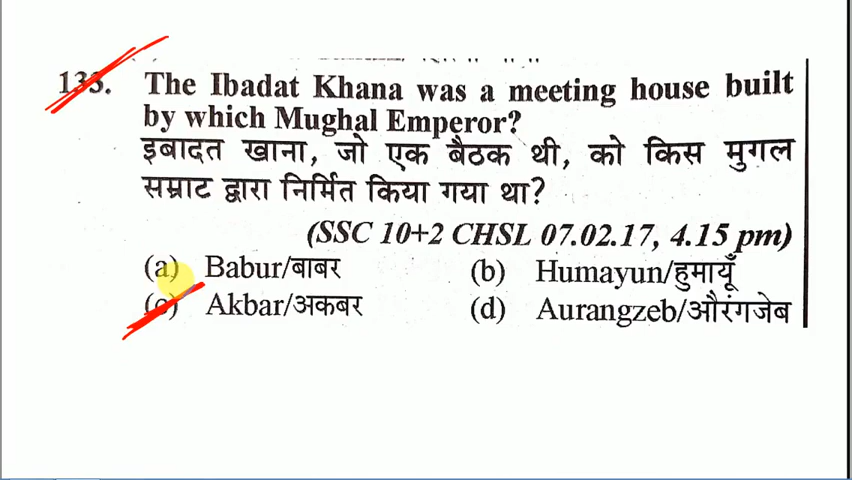 133. The Ibadat Khana was a meeting house built
by which Mughal Emperor?
इबादत खाना, जो एक बैठक थी, को किस मुगल
सम्राट द्वारा निर्मित किया गया था?
(SSC 10+2 CHSL 07.02.17, 4.15 pm)
(a) Babur/बाबर (b) Humayun/हुमायूँ
(c) Akbar/अकबर (d) Aurangzeb/औरंगजेब